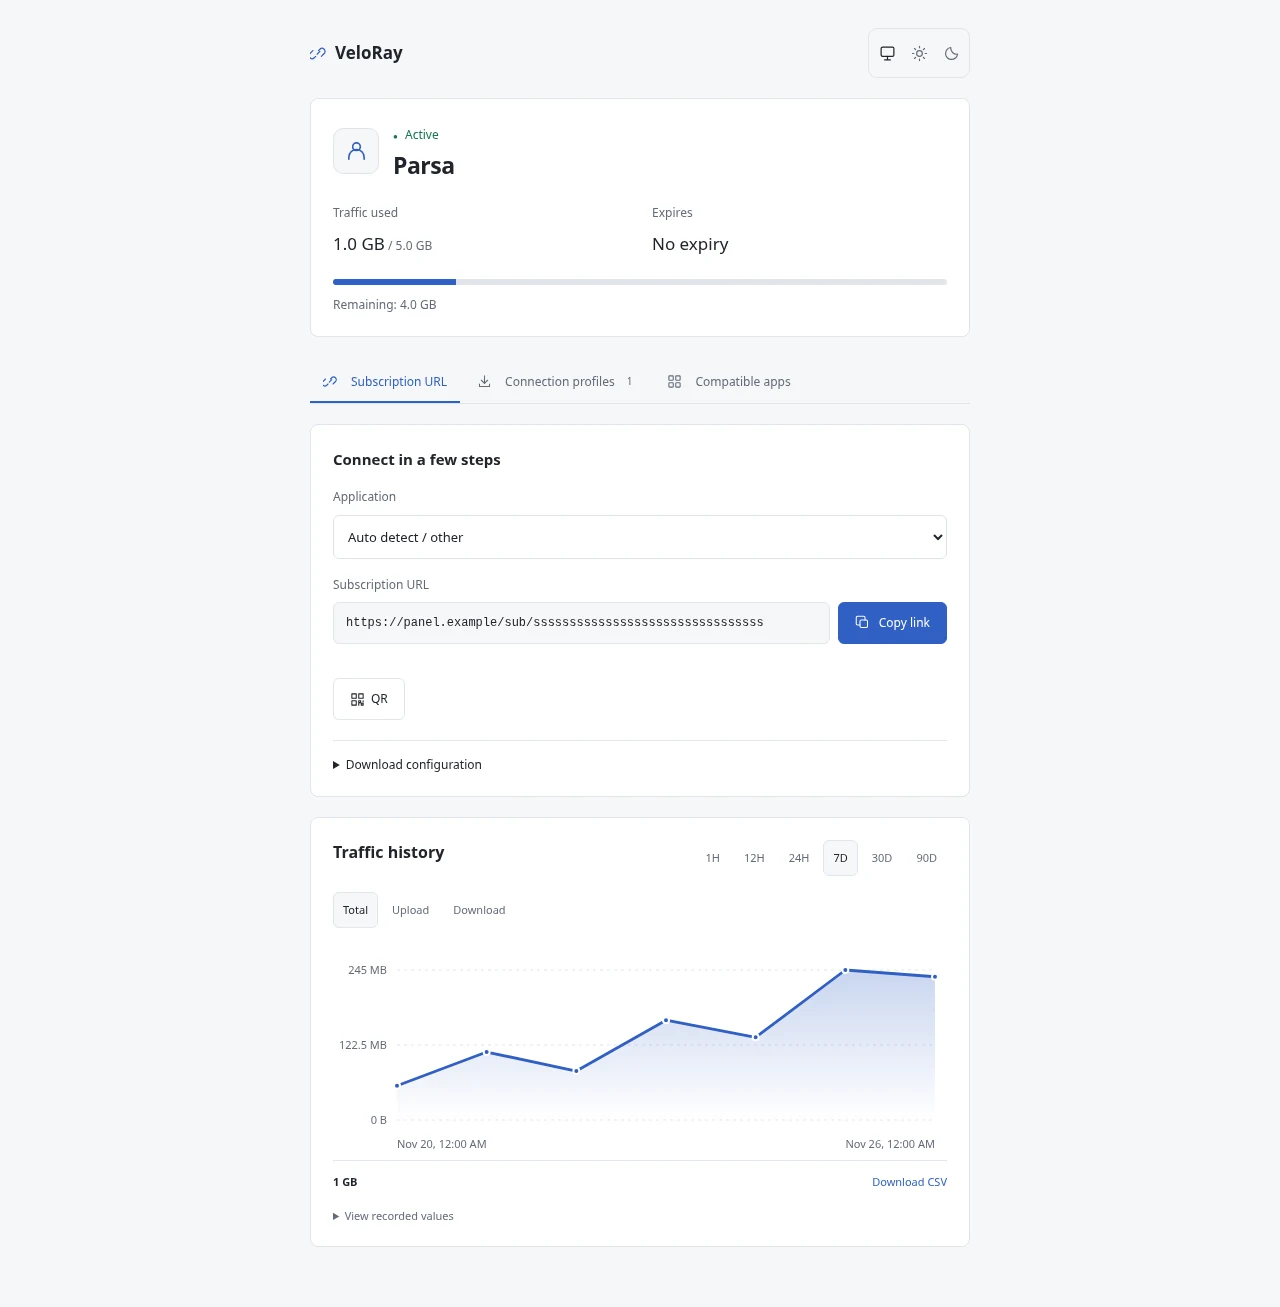 VeloRay
Active
Parsa
Traffic used
Expires
1.0 GB / 5.0 GB
No expiry
Remaining: 4.0 GB
Subscription URL
Connection profiles 1
Compatible apps
Connect in a few steps
Application
Auto detect / other
Subscription URL
https://panel.example/sub/ssssssssssssssssssssssssssssssss
Copy link
QR
Download configuration
Traffic history
1H 12H 24H 7D 30D 90D
Total Upload Download
245 MB
122.5 MB
0 B
Nov 20, 12:00 AM
Nov 26, 12:00 AM
1 GB
Download CSV
View recorded values